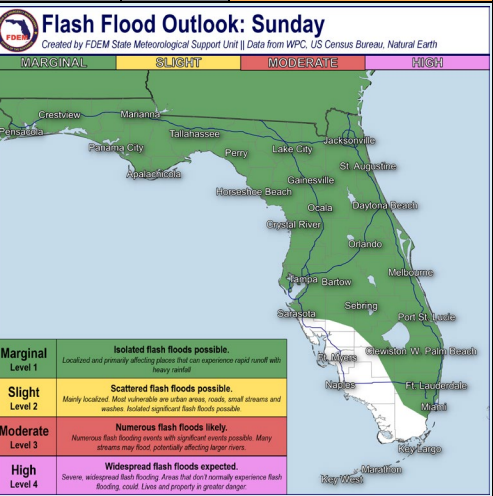 FDEM
Flash Flood Outlook: Sunday
Created by FDEM State Meteorological Support Unit || Data from WPC, US Census Bureau, Natural Earth
MARGINAL SLIGHT MODERATE HIGH
Crestview Marianna
Pensacola Tallahassee Jacksonville
Panama City Perry Lake City
Apalachicola St. Augustine
Gainesville
Horseshoe Beach
Ocala Daytona Beach
Crystal River
Orlando
Tampa Bartow Melbourne
Sebring
Sarasota Port St. Lucie
Ft. Myers Clewiston W. Palm Beach
Naples Ft. Lauderdale
Miami
Key Largo
Marathon
Key West
Marginal
Level 1
Isolated flash floods possible.
Localized and primarily affecting places that can experience rapid runoff with
heavy rainfall
Slight
Level 2
Scattered flash floods possible.
Mainly localized. Most vulnerable are urban areas, roads, small streams and
washes. Isolated significant flash floods possible.
Moderate
Level 3
Numerous flash floods likely.
Numerous flash flooding events with significant events possible. Many
streams may flood, potentially affecting larger rivers.
High
Level 4
Widespread flash floods expected.
Severe, widespread flash flooding. Areas that don't normally experience flash
flooding, could. Lives and property in greater danger